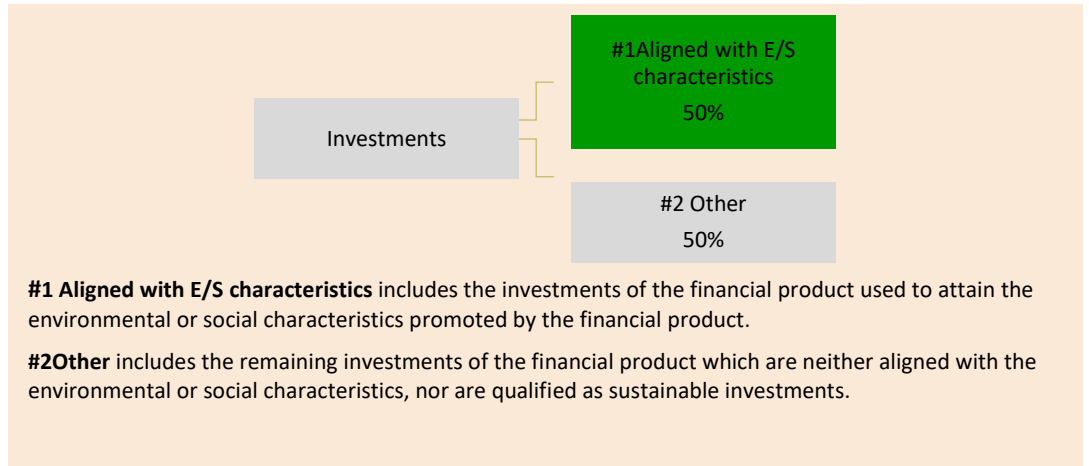 #1Aligned with E/S
characteristics
50%
Investments
#2 Other
50%
#1 Aligned with E/S characteristics includes the investments of the financial product used to attain the
environmental or social characteristics promoted by the financial product.
#2Other includes the remaining investments of the financial product which are neither aligned with the
environmental or social characteristics, nor are qualified as sustainable investments.